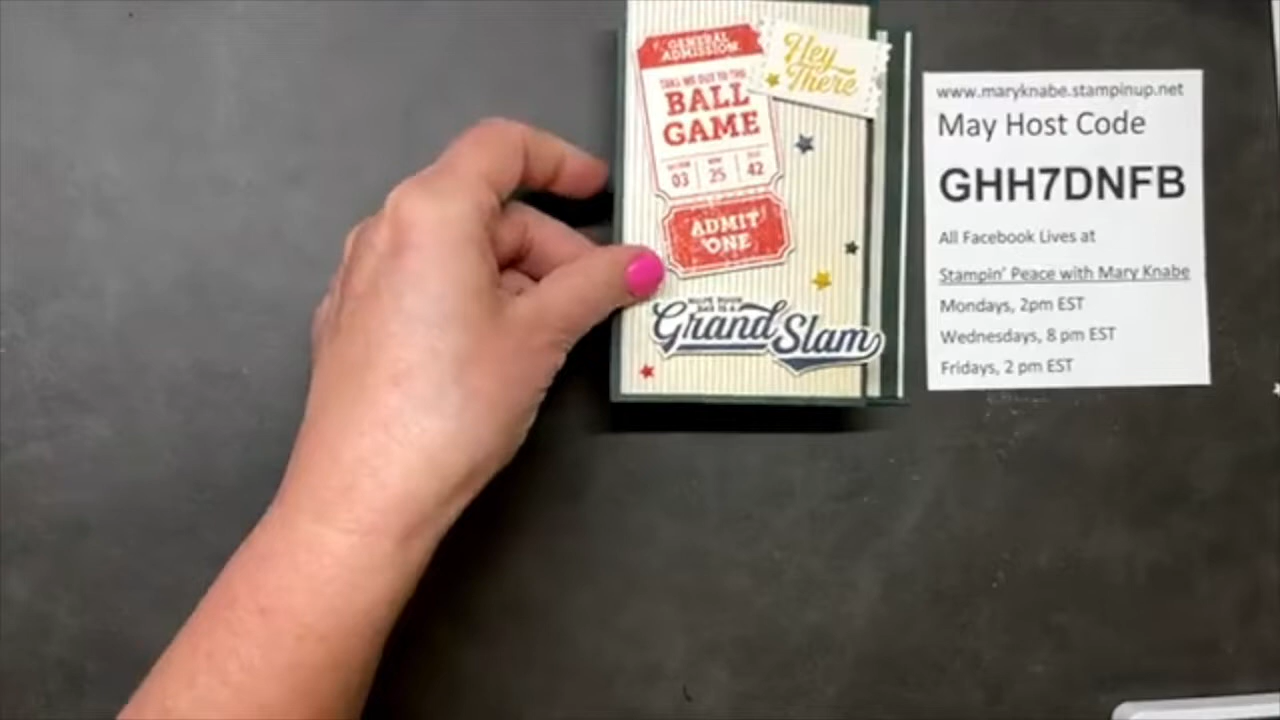 GENERAL
ADMISSION
TAKE ME OUT TO THE
BALL
GAME
03 25 42
ADMIT
ONE
Hey
There
Grand Slam
www.maryknabe.stampinup.net
May Host Code
GHH7DNFB
All Facebook Lives at
Stampin' Peace with Mary Knabe
Mondays, 2pm EST
Wednesdays, 8 pm EST
Fridays, 2 pm EST